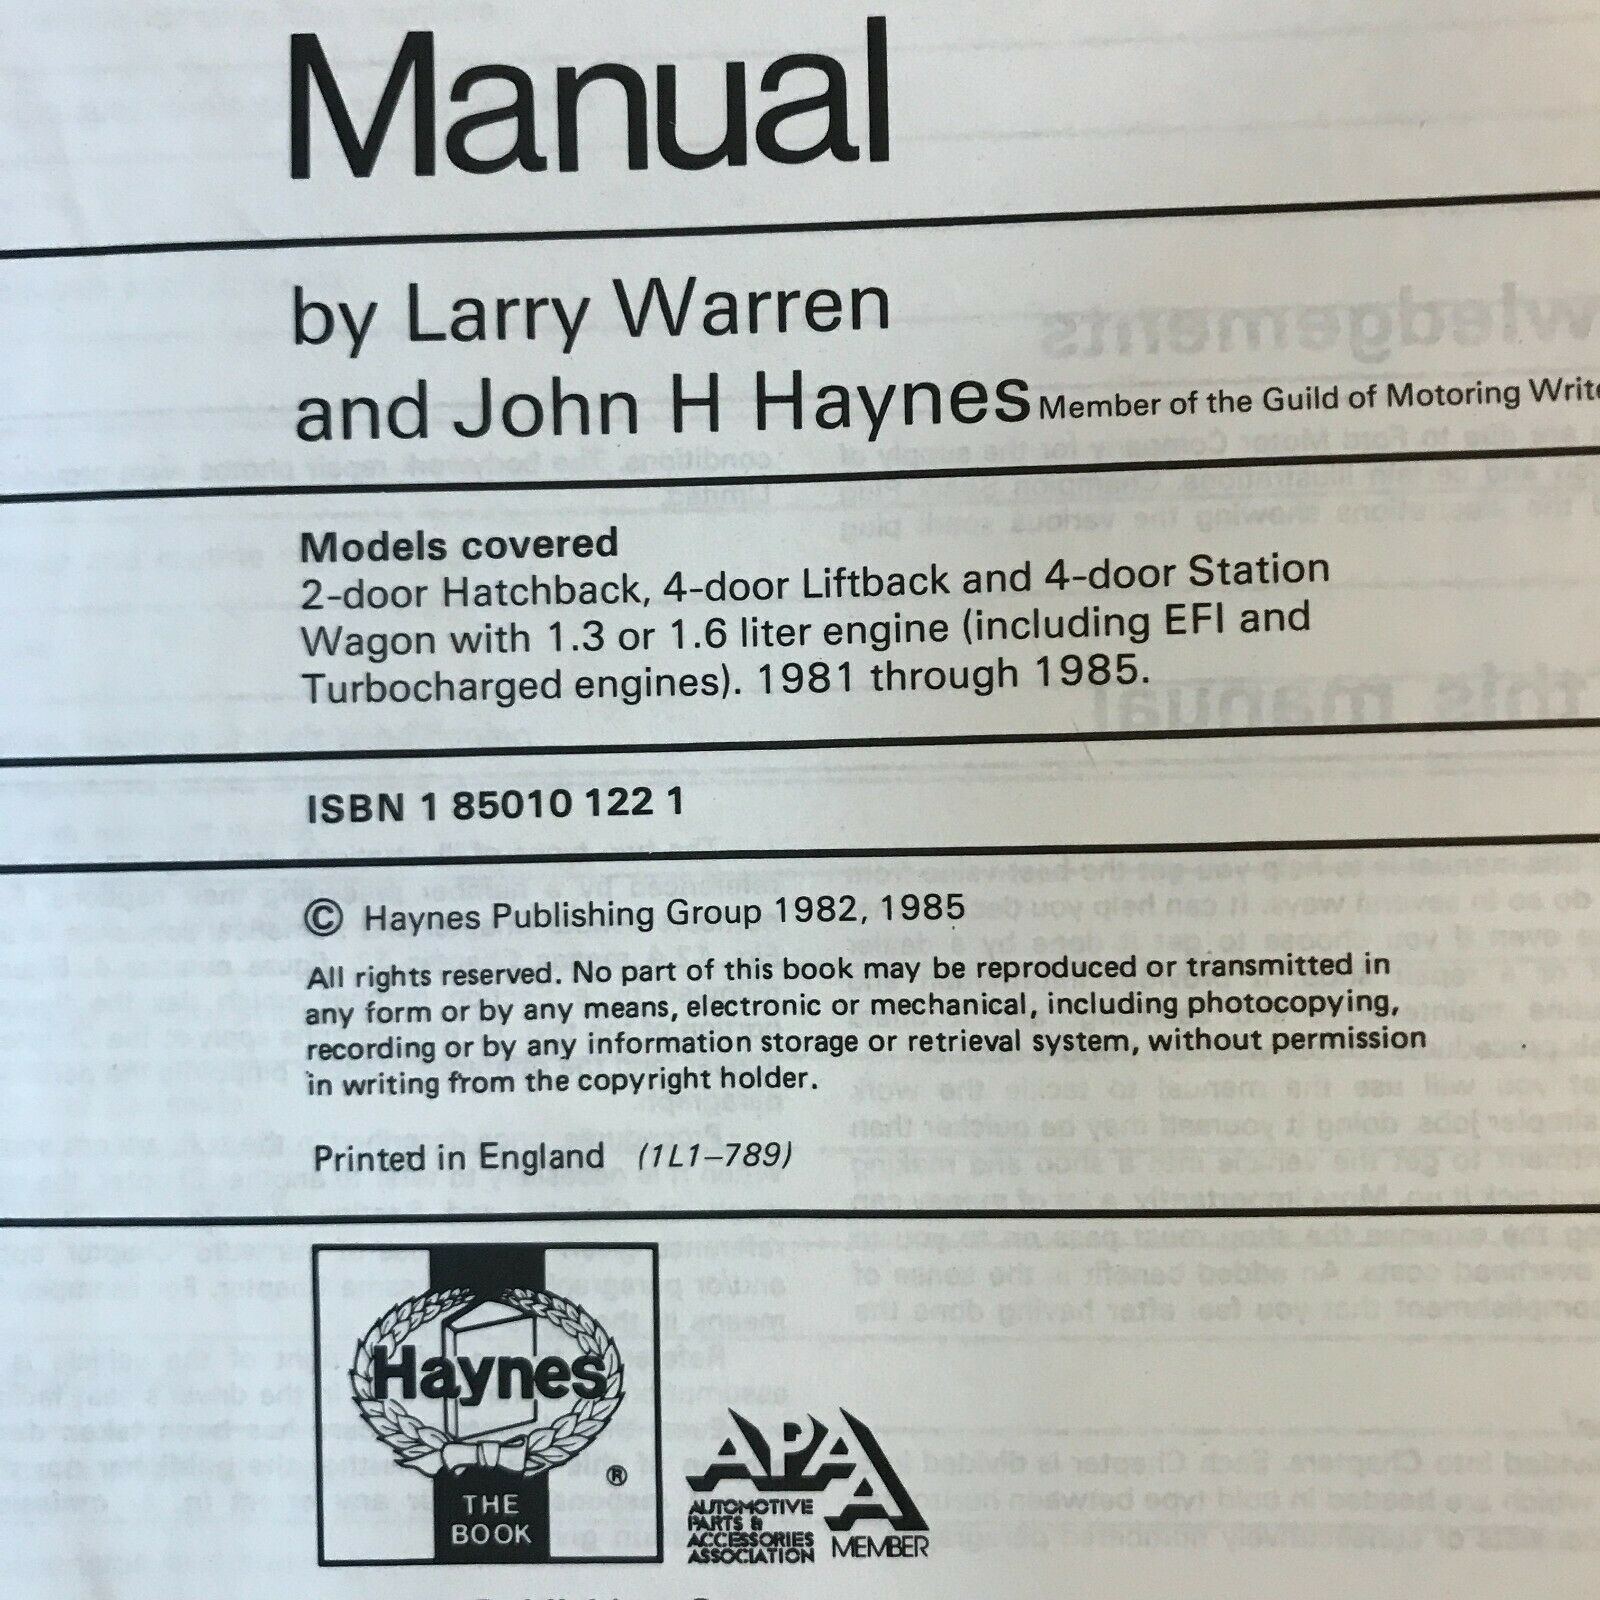 Manual
by Larry Warren
and John H Haynes Member of the Guild of Motoring
Models covered
2-door Hatchback, 4-door Liftback and 4-door Station
Wagon with 1.3 or 1.6 liter engine (including EFI and
Turbocharged engines). 1981 through 1985.
ISBN 1 85010 122 1
© Haynes Publishing Group 1982, 1985
All rights reserved. No part of this book may be reproduced or transmitted in
any form or by any means, electronic or mechanical, including photocopying,
recording or by any information storage or retrieval system, without permission
in writing from the copyright holder.
Printed in England (1L1-789)
Haynes
®
THE
BOOK
APAA
AUTOMOTIVE
PARTS &
ACCESSORIES
ASSOCIATION
MEMBER